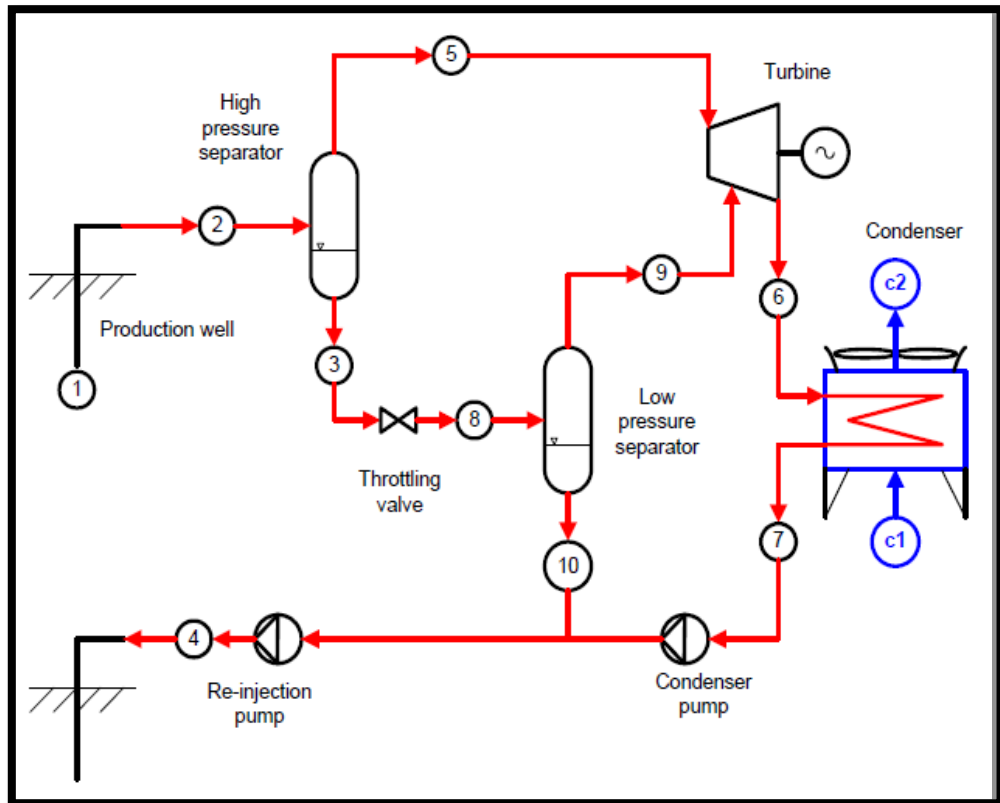 5
Turbine
High
pressure
separator
~
2
Condenser
9
c2
6
Production well
3
1
8
Low
pressure
separator
Throttling
valve
7
c1
10
4
Re-injection
pump
Condenser
pump